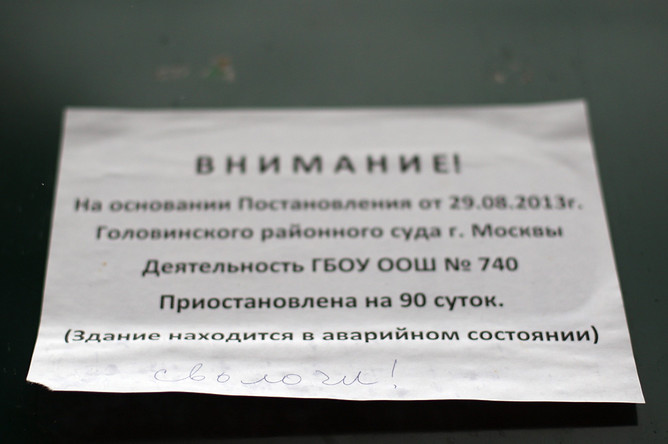 ВНИМАНИЕ!
На основании Постановления от 29.08.2013г.
Головинского районного суда г. Москвы
Деятельность ГБОУ ООШ № 740
Приостановлена на 90 суток.
(Здание находится в аварийном состоянии)
сволочи!